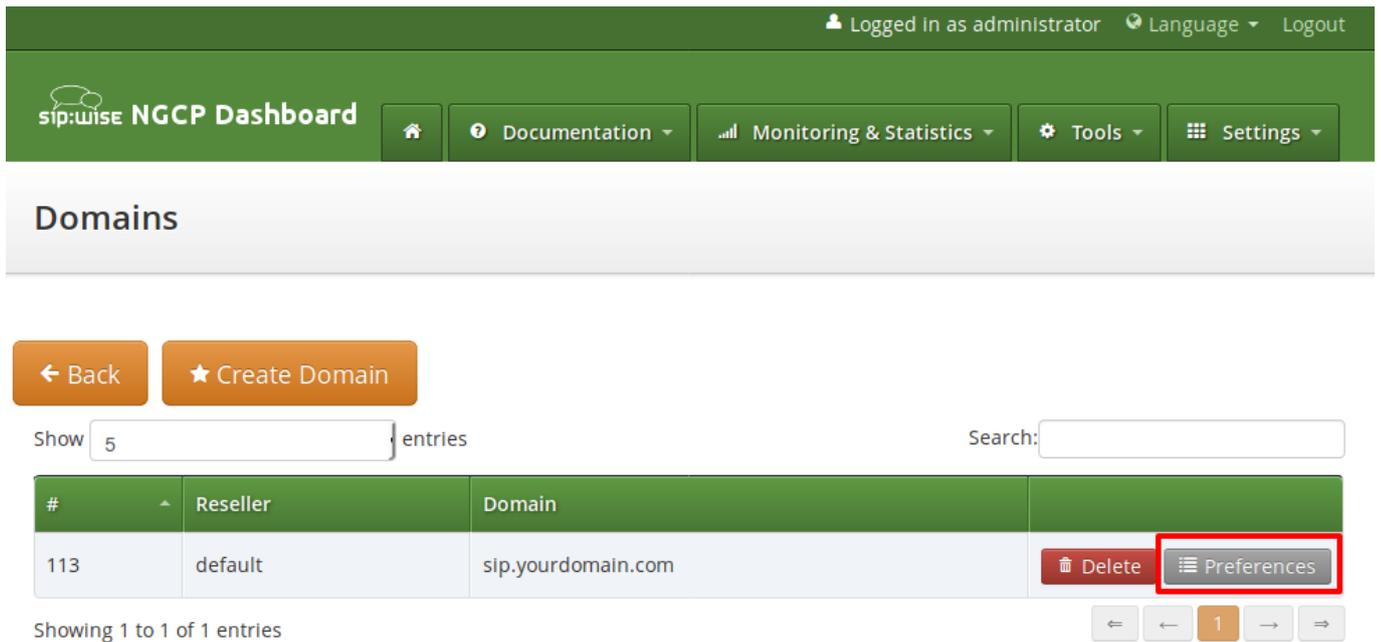 Logged in as administrator Language Logout
sip:wise NGCP Dashboard Documentation Monitoring & Statistics Tools Settings
Domains
← Back ★ Create Domain
Show 5 entries Search:
# Reseller Domain
113 default sip.yourdomain.com Delete Preferences
Showing 1 to 1 of 1 entries ⇐ ← 1 → ⇒